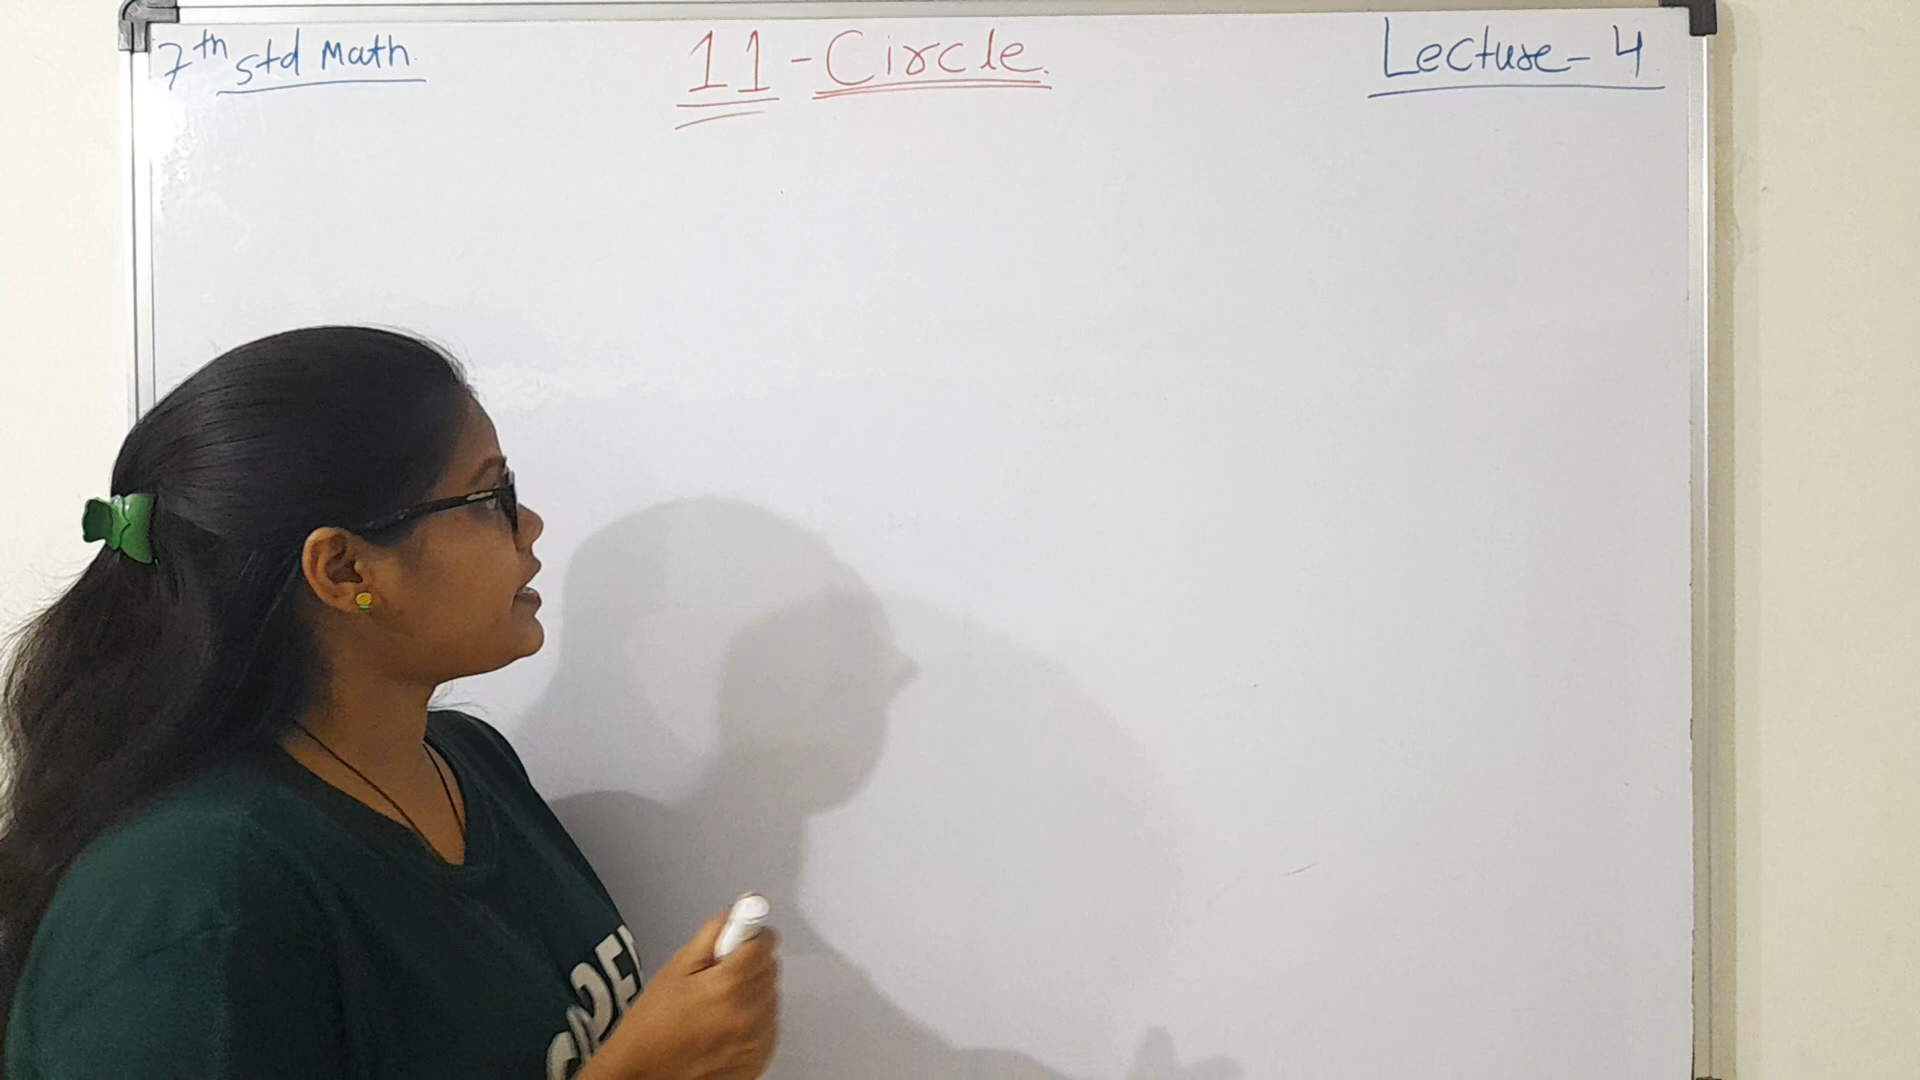 7th std Math.
11 - Circle.
Lecture - 4